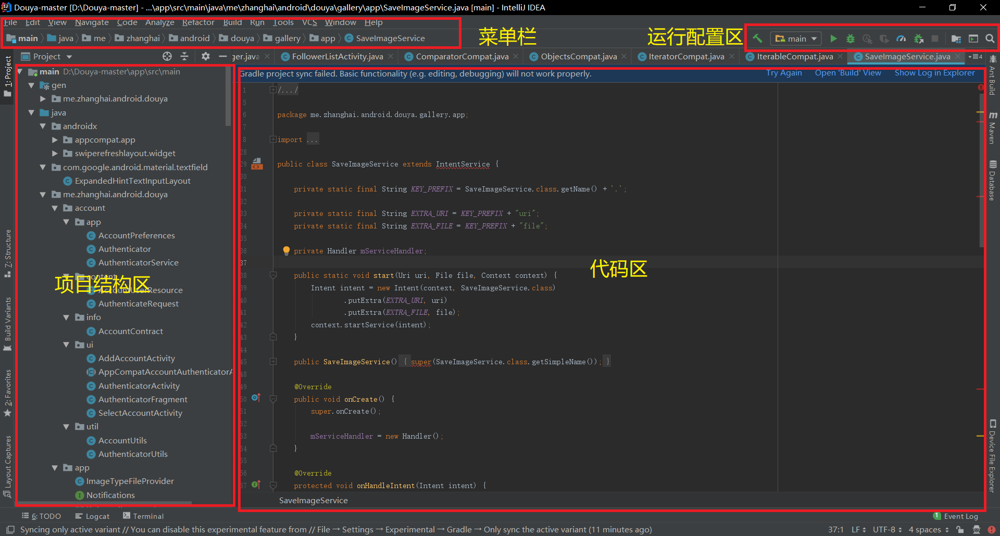 Douya-master [D:\Douya-master] - ...\app\src\main\java\me\zhanghai\android\douya\gallery\app\SaveImageService.java [main] - IntelliJ IDEA
File Edit View Navigate Code Analyze Refactor Build Run Tools VCS Window Help
菜单栏
运行配置区
main java me zhanghai android douya gallery app SaveImageService
main
Project
ger.java FollowerListActivity.java ComparatorCompat.java ObjectsCompat.java IteratorCompat.java IterableCompat.java SaveImageService.java 4
1: Project
7: Structure
Build Variants
2: Favorites
Layout Captures
main D:\Douya-master\app\src\main
gen
me.zhanghai.android.douya
java
androidx
appcompat.app
swiperefreshlayout.widget
com.google.android.material.textfield
ExpandedHintTextInputLayout
me.zhanghai.android.douya
account
app
AccountPreferences
Authenticator
AuthenticatorService
content
项目结构区
AccountUserResource
AuthenticateRequest
info
AccountContract
ui
AddAccountActivity
AppCompatAccountAuthenticatorA
AuthenticatorActivity
AuthenticatorFragment
SelectAccountActivity
util
AccountUtils
AuthenticatorUtils
app
ImageTypeFileProvider
Notifications
Gradle project sync failed. Basic functionality (e.g. editing, debugging) will not work properly.
Try Again Open 'Build' View Show Log in Explorer
1 /.../
5
6 package me.zhanghai.android.douya.gallery.app;
7
8 import ...
28
29 public class SaveImageService extends IntentService {
30
31 private static final String KEY_PREFIX = SaveImageService.class.getName() + '.';
32
33 private static final String EXTRA_URI = KEY_PREFIX + "uri";
34 private static final String EXTRA_FILE = KEY_PREFIX + "file";
35
36 private Handler mServiceHandler;
37
代码区
38 public static void start(Uri uri, File file, Context context) {
39 Intent intent = new Intent(context, SaveImageService.class)
40 .putExtra(EXTRA_URI, uri)
41 .putExtra(EXTRA_FILE, file);
42 context.startService(intent);
43 }
44
45 public SaveImageService() { super(SaveImageService.class.getSimpleName()); }
48
49 @Override
50 public void onCreate() {
51 super.onCreate();
52
53 mServiceHandler = new Handler();
54 }
55
56 @Override
57 protected void onHandleIntent(Intent intent) {
SaveImageService
Ant Build
Maven
Database
Device File Explorer
6: TODO Logcat Terminal
1 Event Log
Syncing only active variant // You can disable this experimental feature from // File → Settings → Experimental → Gradle → Only sync the active variant (11 minutes ago)
37:1 LF UTF-8 4 spaces